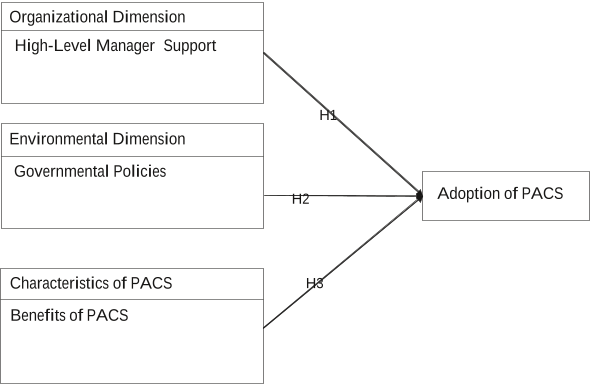 Organizational Dimension
High-Level Manager Support
H1
Environmental Dimension
Governmental Policies
H2
Adoption of PACS
Characteristics of PACS
Benefits of PACS
H3